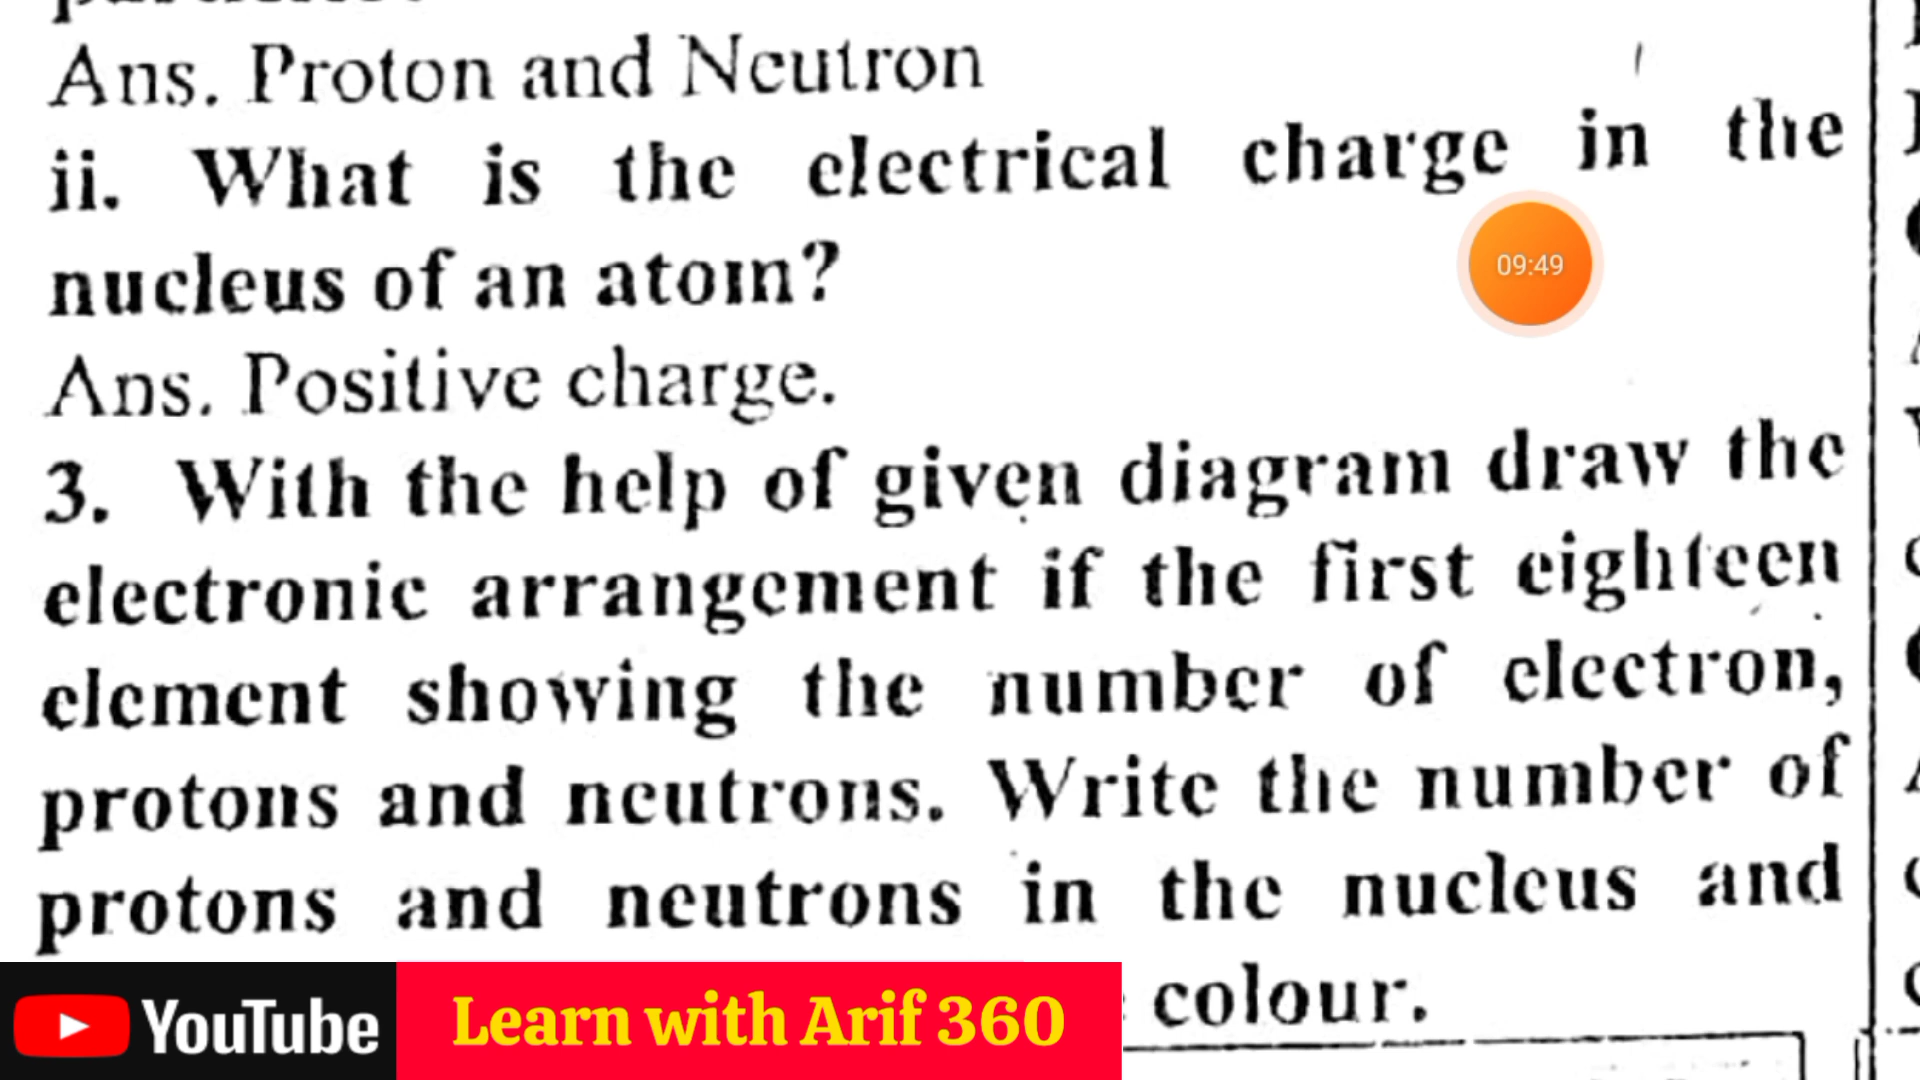 Ans. Proton and Neutron
ii. What is the electrical charge in the
nucleus of an atom?
09:49
Ans. Positive charge.
3. With the help of given diagram draw the
electronic arrangement if the first eighteen
element showing the number of electron,
protons and neutrons. Write the number of
protons and neutrons in the nucleus and
colour.
YouTube Learn with Arif 360